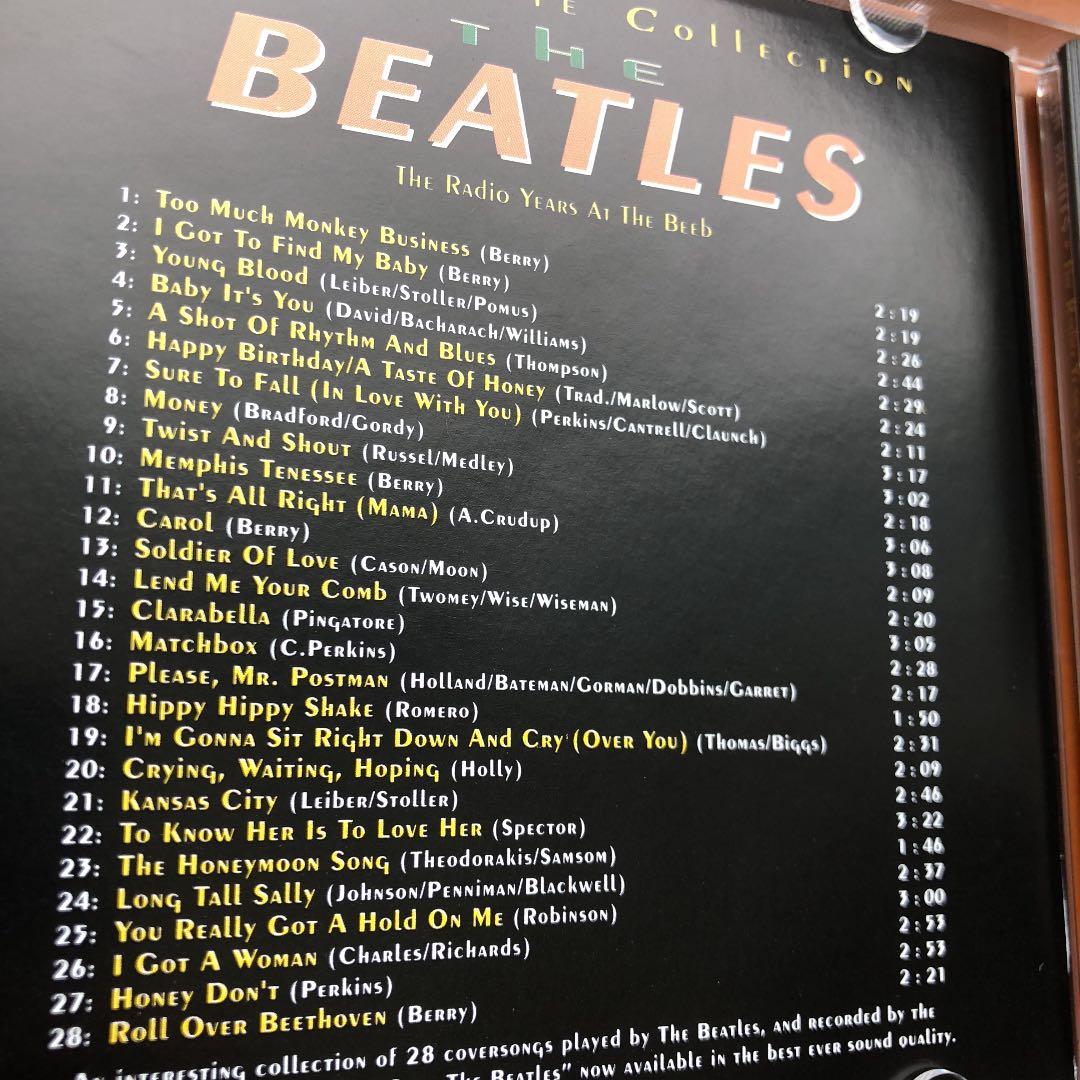 Collection
THE
BEATLES
The Radio Years At The Beeb
1: Too Much Monkey Business (Berry) 2:19
2: I Got To Find My Baby (Berry) 2:19
3: Young Blood (Leiber/Stoller/Pomus) 2:26
4: Baby It's You (David/Bacharach/Williams) 2:44
5: A Shot Of Rhythm And Blues (Thompson) 2:29
6: Happy Birthday/A Taste Of Honey (Trad./Marlow/Scott) 2:24
7: Sure To Fall (In Love With You) (Perkins/Cantrell/Claunch) 2:11
8: Money (Bradford/Gordy) 3:17
9: Twist And Shout (Russel/Medley) 3:02
10: Memphis Tenessee (Berry) 2:18
11: That's All Right (Mama) (A.Crudup) 3:06
12: Carol (Berry) 3:08
13: Soldier Of Love (Cason/Moon) 2:09
14: Lend Me Your Comb (Twomey/Wise/Wiseman) 2:20
15: Clarabella (Pingatore) 3:05
16: Matchbox (C.Perkins) 2:28
17: Please, Mr. Postman (Holland/Bateman/Gorman/Dobbins/Garret) 2:17
18: Hippy Hippy Shake (Romero) 1:50
19: I'm Gonna Sit Right Down And Cry (Over You) (Thomas/Biggs) 2:31
20: Crying, Waiting, Hoping (Holly) 2:09
21: Kansas City (Leiber/Stoller) 2:46
22: To Know Her Is To Love Her (Spector) 3:22
23: The Honeymoon Song (Theodorakis/Samsom) 1:46
24: Long Tall Sally (Johnson/Penniman/Blackwell) 2:37
25: You Really Got A Hold On Me (Robinson) 3:00
26: I Got A Woman (Charles/Richards) 2:53
27: Honey Don't (Perkins) 2:53
28: Roll Over Beethoven (Berry) 2:21
An interesting collection of 28 coversongs played by The Beatles, and recorded by the
The Beatles" now available in the best ever sound quality.